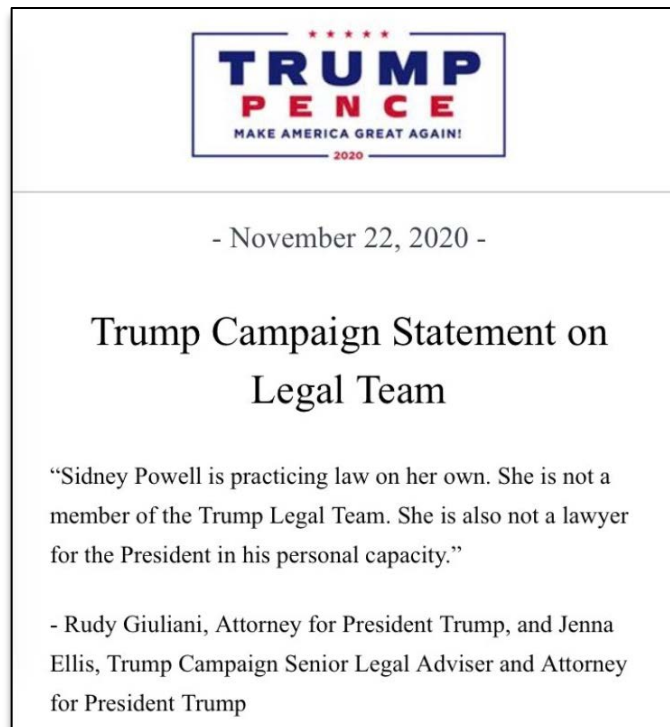 TRUMP
PENCE
MAKE AMERICA GREAT AGAIN!
2020
- November 22, 2020 -
Trump Campaign Statement on
Legal Team
“Sidney Powell is practicing law on her own. She is not a
member of the Trump Legal Team. She is also not a lawyer
for the President in his personal capacity.”
- Rudy Giuliani, Attorney for President Trump, and Jenna
Ellis, Trump Campaign Senior Legal Adviser and Attorney
for President Trump